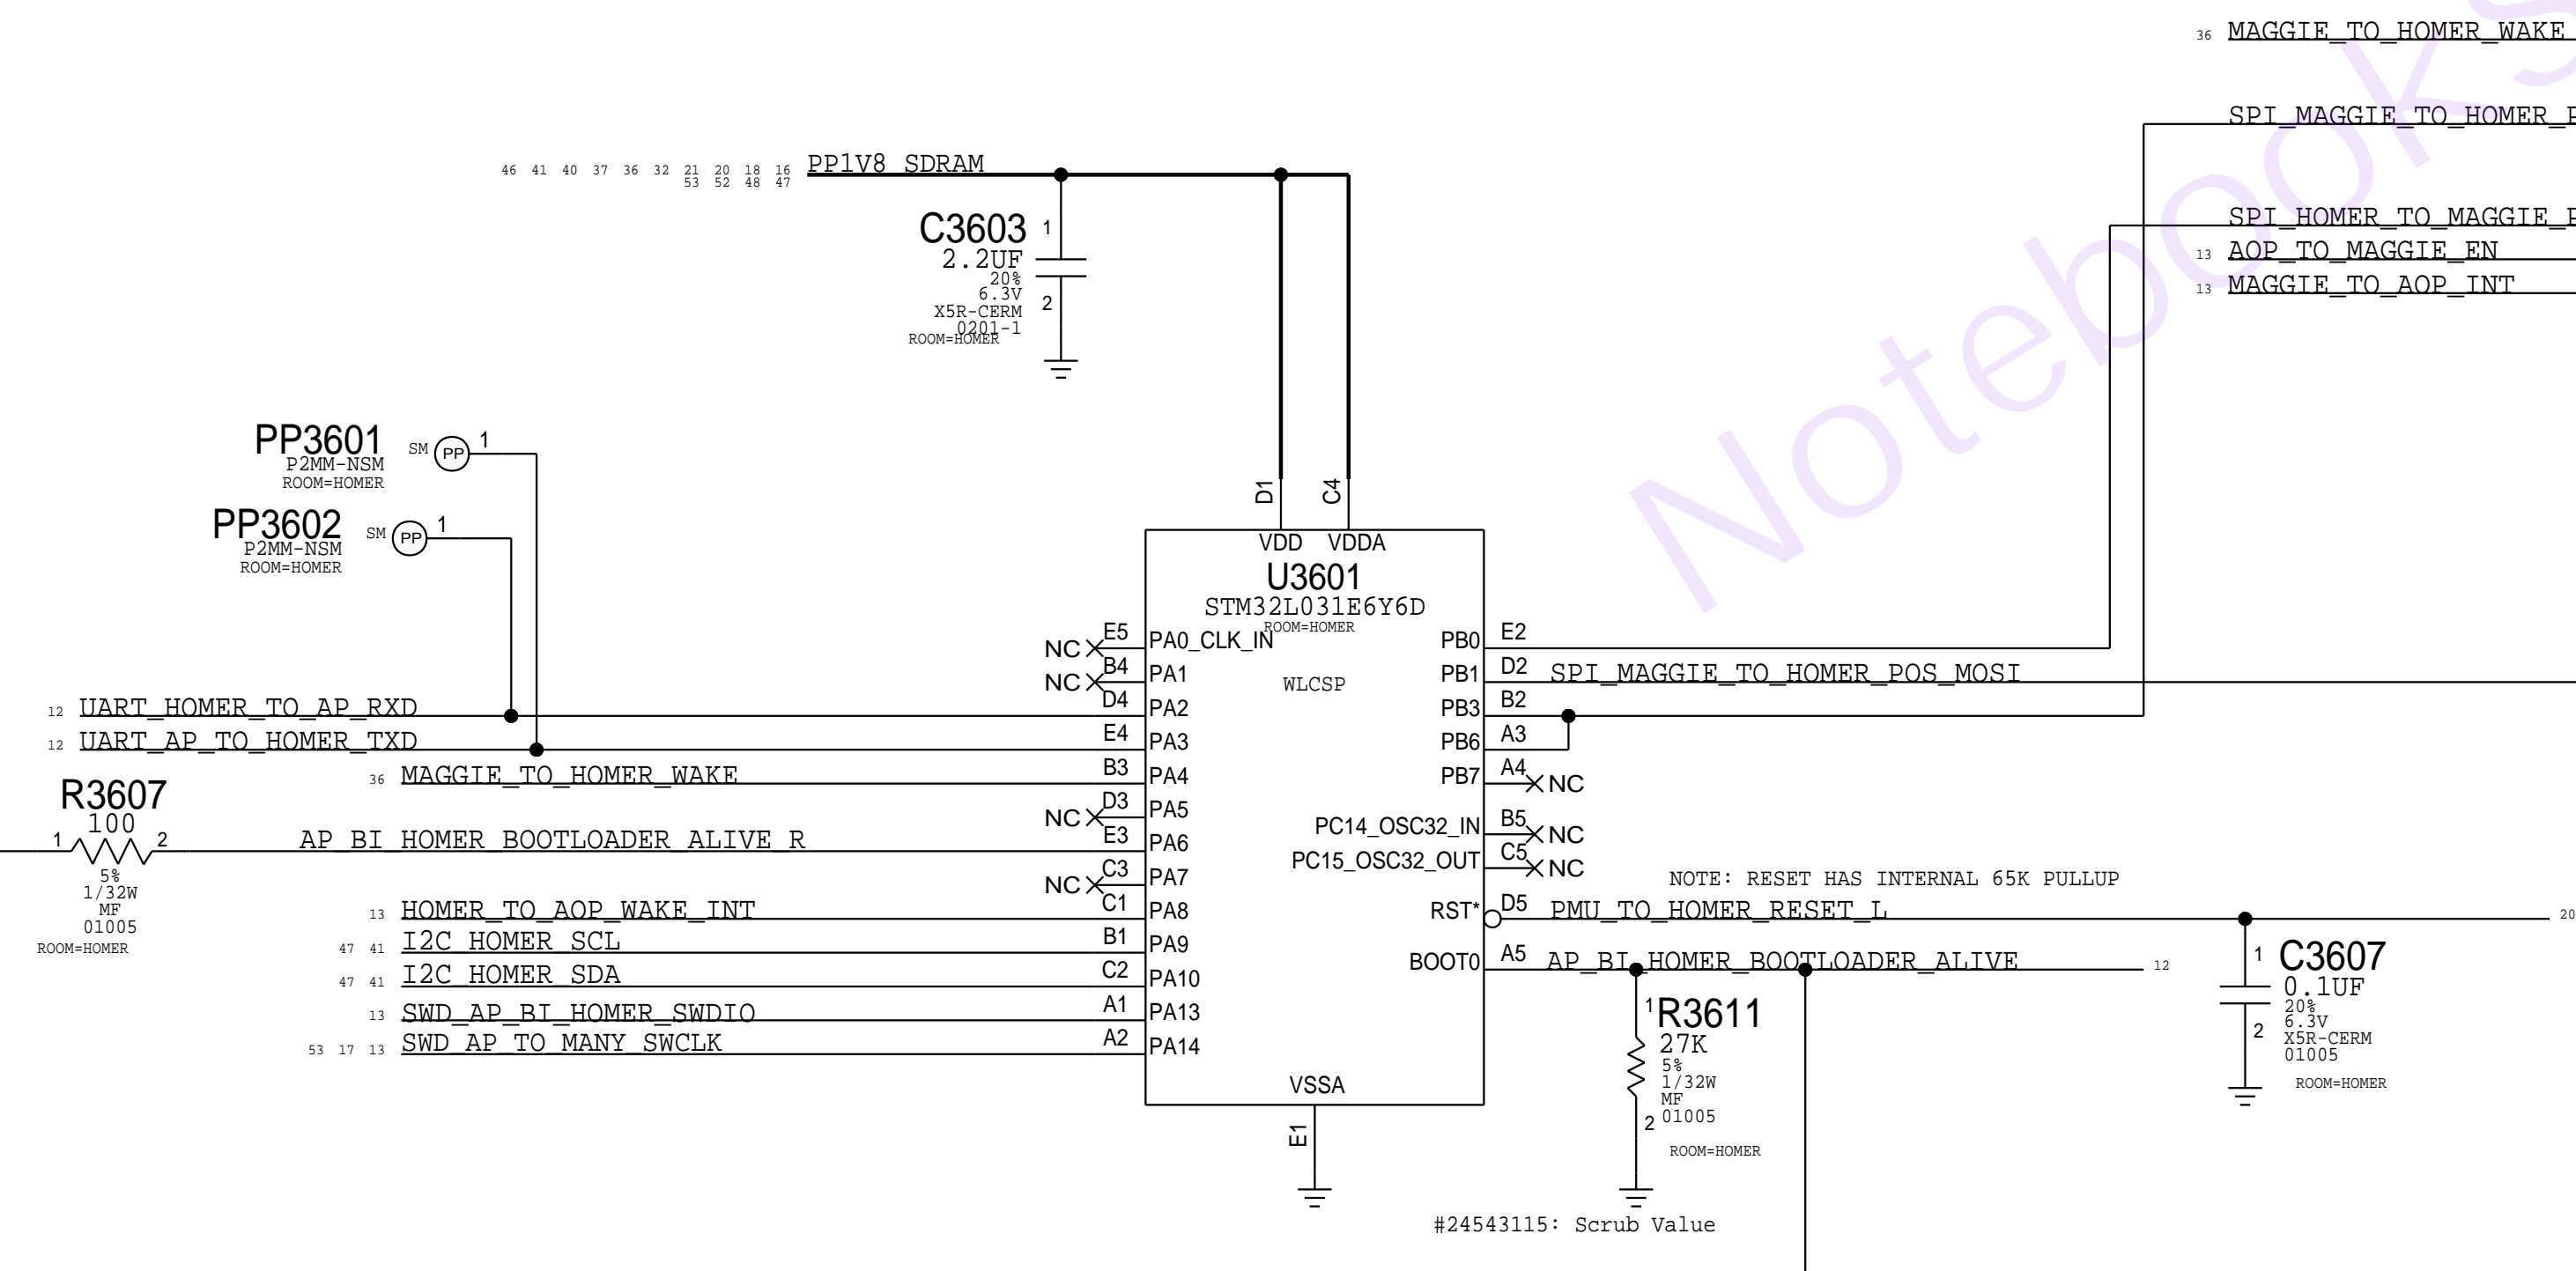 36 MAGGIE_TO_HOMER_WAKE
SPI_MAGGIE_TO_HOMER_P
46 41 40 37 36 32 21 20 18 16
53 52 48 47
PP1V8_SDRAM
C3603
2.2UF
20%
6.3V
X5R-CERM
0201-1
ROOM=HOMER
1
2
SPI_HOMER_TO_MAGGIE_P
13 AOP_TO_MAGGIE_EN
13 MAGGIE_TO_AOP_INT
Notebooks
PP3601
P2MM-NSM
ROOM=HOMER
SM PP 1
PP3602
P2MM-NSM
ROOM=HOMER
SM PP 1
D1
C4
VDD VDDA
U3601
STM32L031E6Y6D
ROOM=HOMER
WLCSP
NC E5 PA0_CLK_IN
NC B4 PA1
12 UART_HOMER_TO_AP_RXD D4 PA2
12 UART_AP_TO_HOMER_TXD E4 PA3
36 MAGGIE_TO_HOMER_WAKE B3 PA4
NC D3 PA5
R3607
100
1 2
5%
1/32W
MF
01005
ROOM=HOMER
AP_BI_HOMER_BOOTLOADER_ALIVE_R E3 PA6
NC C3 PA7
13 HOMER_TO_AOP_WAKE_INT C1 PA8
47 41 I2C_HOMER_SCL B1 PA9
47 41 I2C_HOMER_SDA C2 PA10
13 SWD_AP_BI_HOMER_SWDIO A1 PA13
53 17 13 SWD_AP_TO_MANY_SWCLK A2 PA14
VSSA
E1
PB0 E2
PB1 D2 SPI_MAGGIE_TO_HOMER_POS_MOSI
PB3 B2
PB6 A3
PB7 A4 NC
PC14_OSC32_IN B5 NC
PC15_OSC32_OUT C5 NC
NOTE: RESET HAS INTERNAL 65K PULLUP
RST* D5 PMU_TO_HOMER_RESET_L 20
BOOT0 A5 AP_BI_HOMER_BOOTLOADER_ALIVE 12
1
R3611
27K
5%
1/32W
MF
01005
2
ROOM=HOMER
1
C3607
0.1UF
20%
6.3V
2
X5R-CERM
01005
ROOM=HOMER
#24543115: Scrub Value